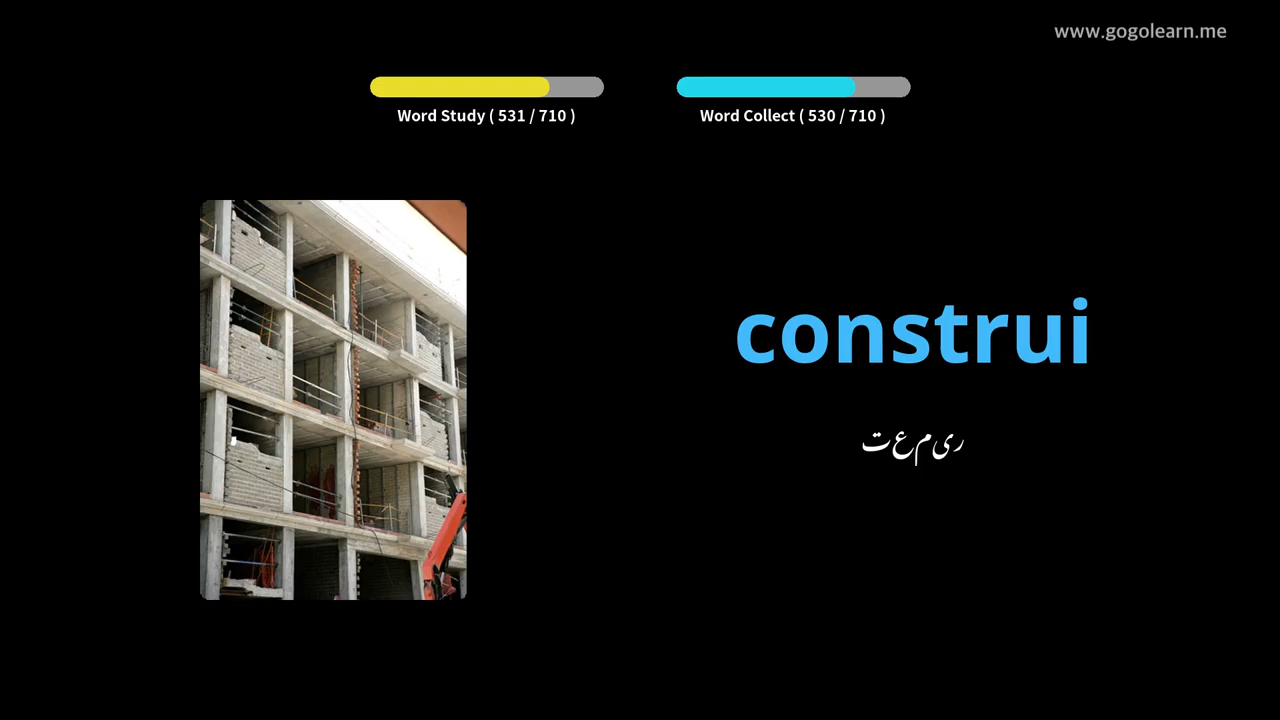 www.gogolearn.me
Word Study ( 531 / 710 )
Word Collect ( 530 / 710 )
construi
ریمعت